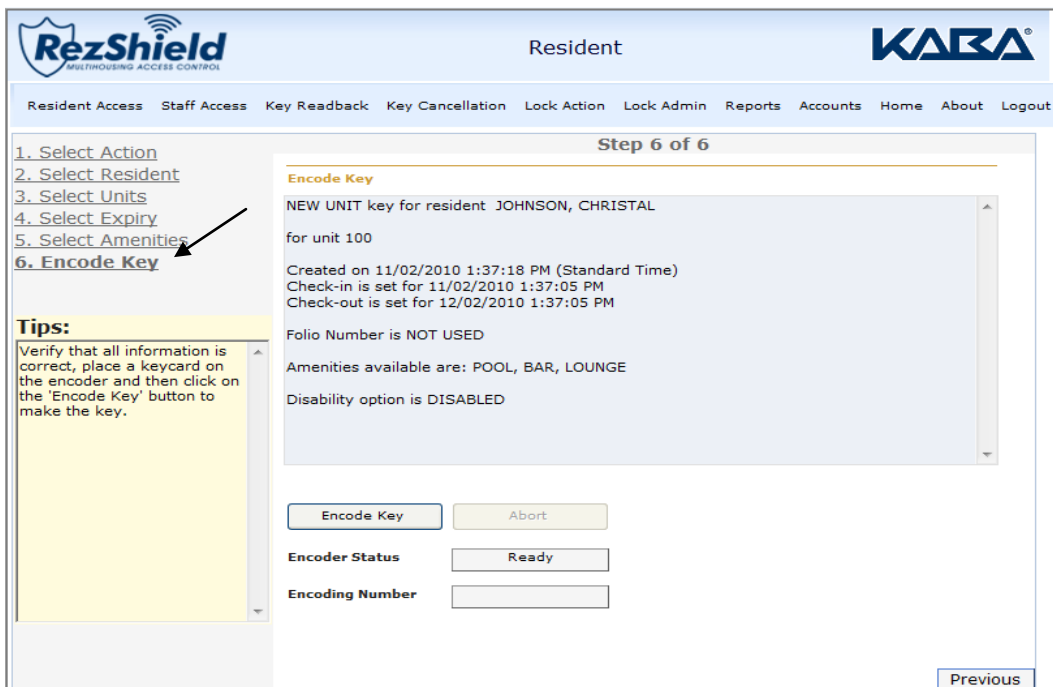 RezShield
MULTIHOUSING ACCESS CONTROL
Resident
KABA®
Resident Access Staff Access Key Readback Key Cancellation Lock Action Lock Admin Reports Accounts Home About Logout
1. Select Action
2. Select Resident
3. Select Units
4. Select Expiry
5. Select Amenities
6. Encode Key
Tips:
Verify that all information is
correct, place a keycard on
the encoder and then click on
the 'Encode Key' button to
make the key.
Step 6 of 6
Encode Key
NEW UNIT key for resident JOHNSON, CHRISTAL
for unit 100
Created on 11/02/2010 1:37:18 PM (Standard Time)
Check-in is set for 11/02/2010 1:37:05 PM
Check-out is set for 12/02/2010 1:37:05 PM
Folio Number is NOT USED
Amenities available are: POOL, BAR, LOUNGE
Disability option is DISABLED
Encode Key Abort
Encoder Status Ready
Encoding Number
Previous